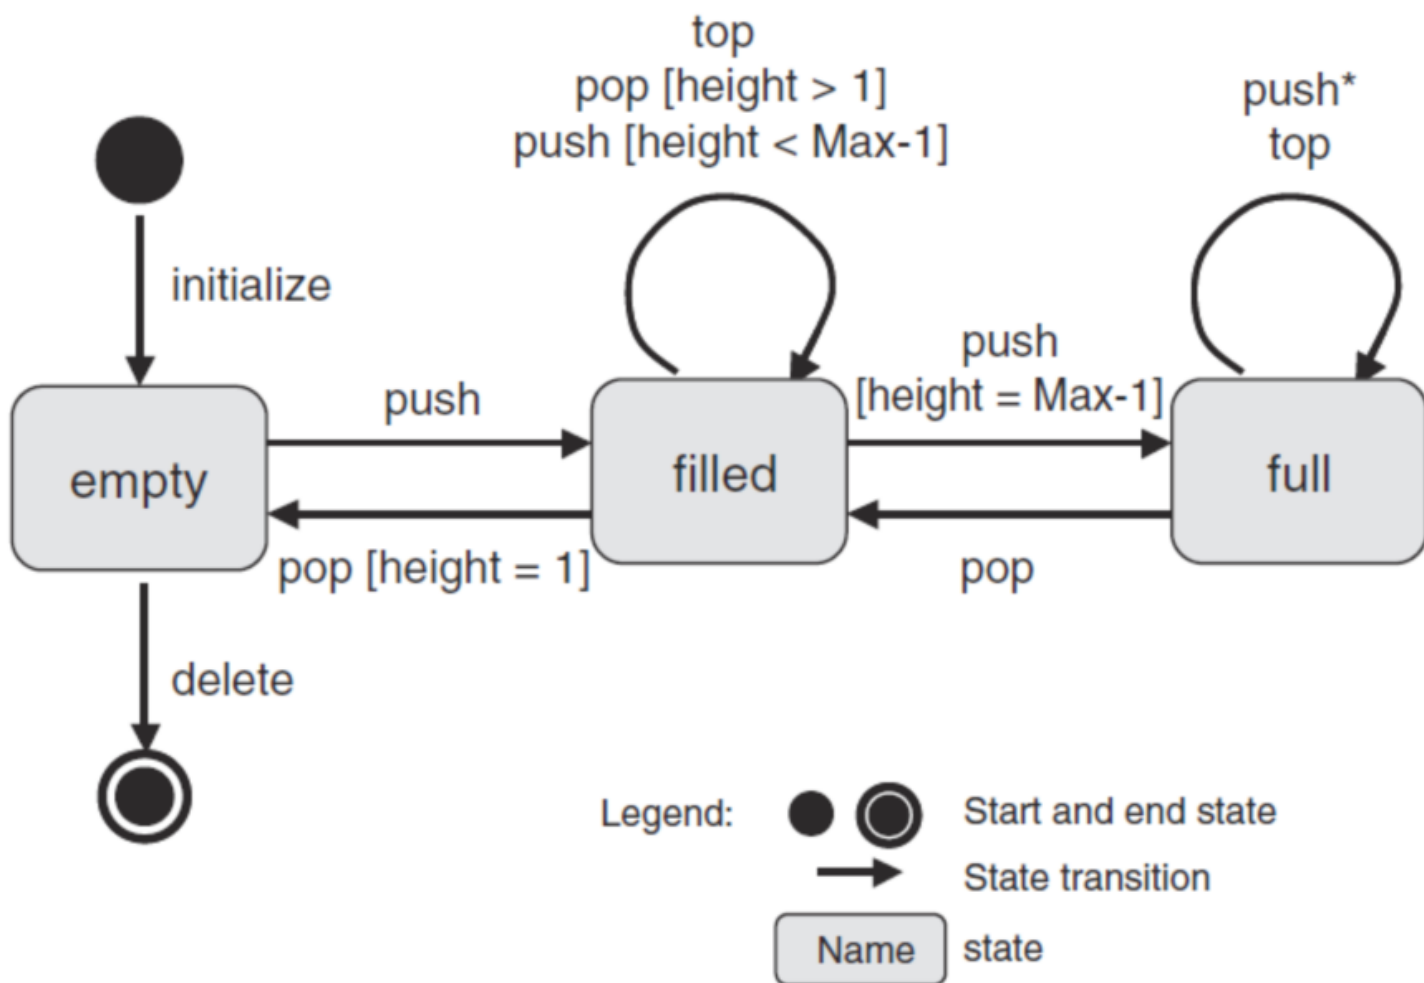 top
pop [height > 1]
push [height < Max-1]
push*
top
initialize
push
push
[height = Max-1]
empty
filled
full
pop [height = 1]
pop
delete
Legend:
Start and end state
State transition
Name
state